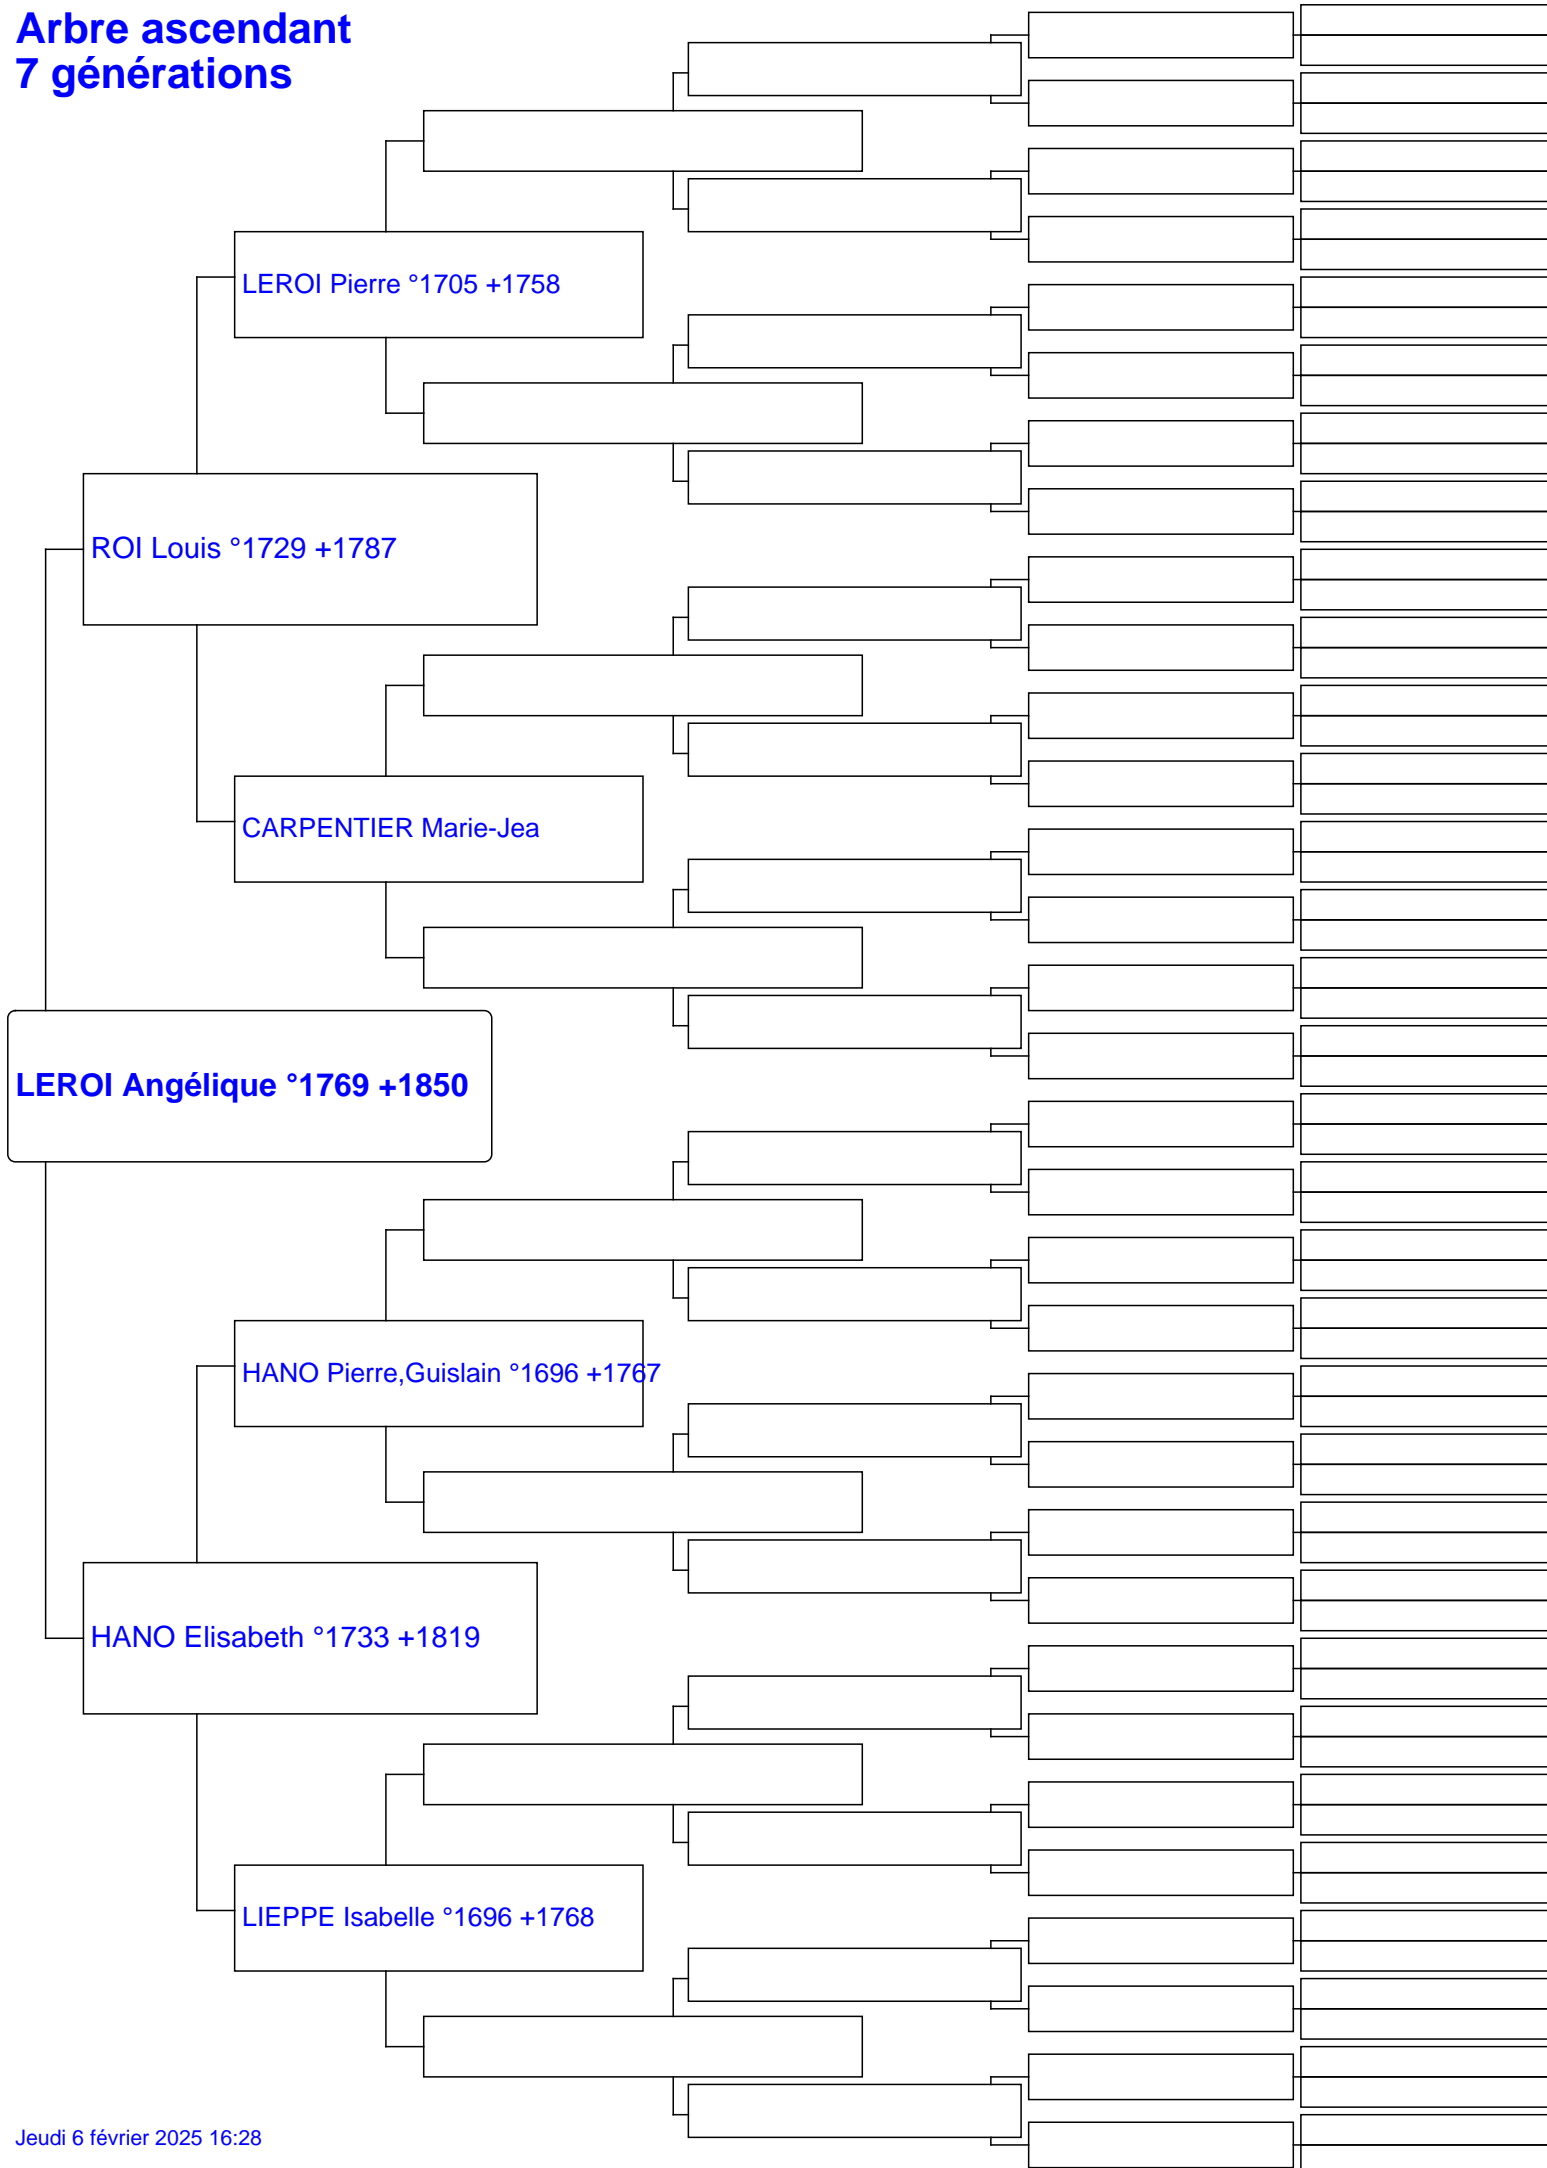 Arbre ascendant
7 générations
LEROI Pierre °1705 +1758
ROI Louis °1729 +1787
CARPENTIER Marie-Jea
LEROI Angélique °1769 +1850
HANO Pierre,Guislain °1696 +1767
HANO Elisabeth °1733 +1819
LIEPPE Isabelle °1696 +1768
Jeudi 6 février 2025 16:28